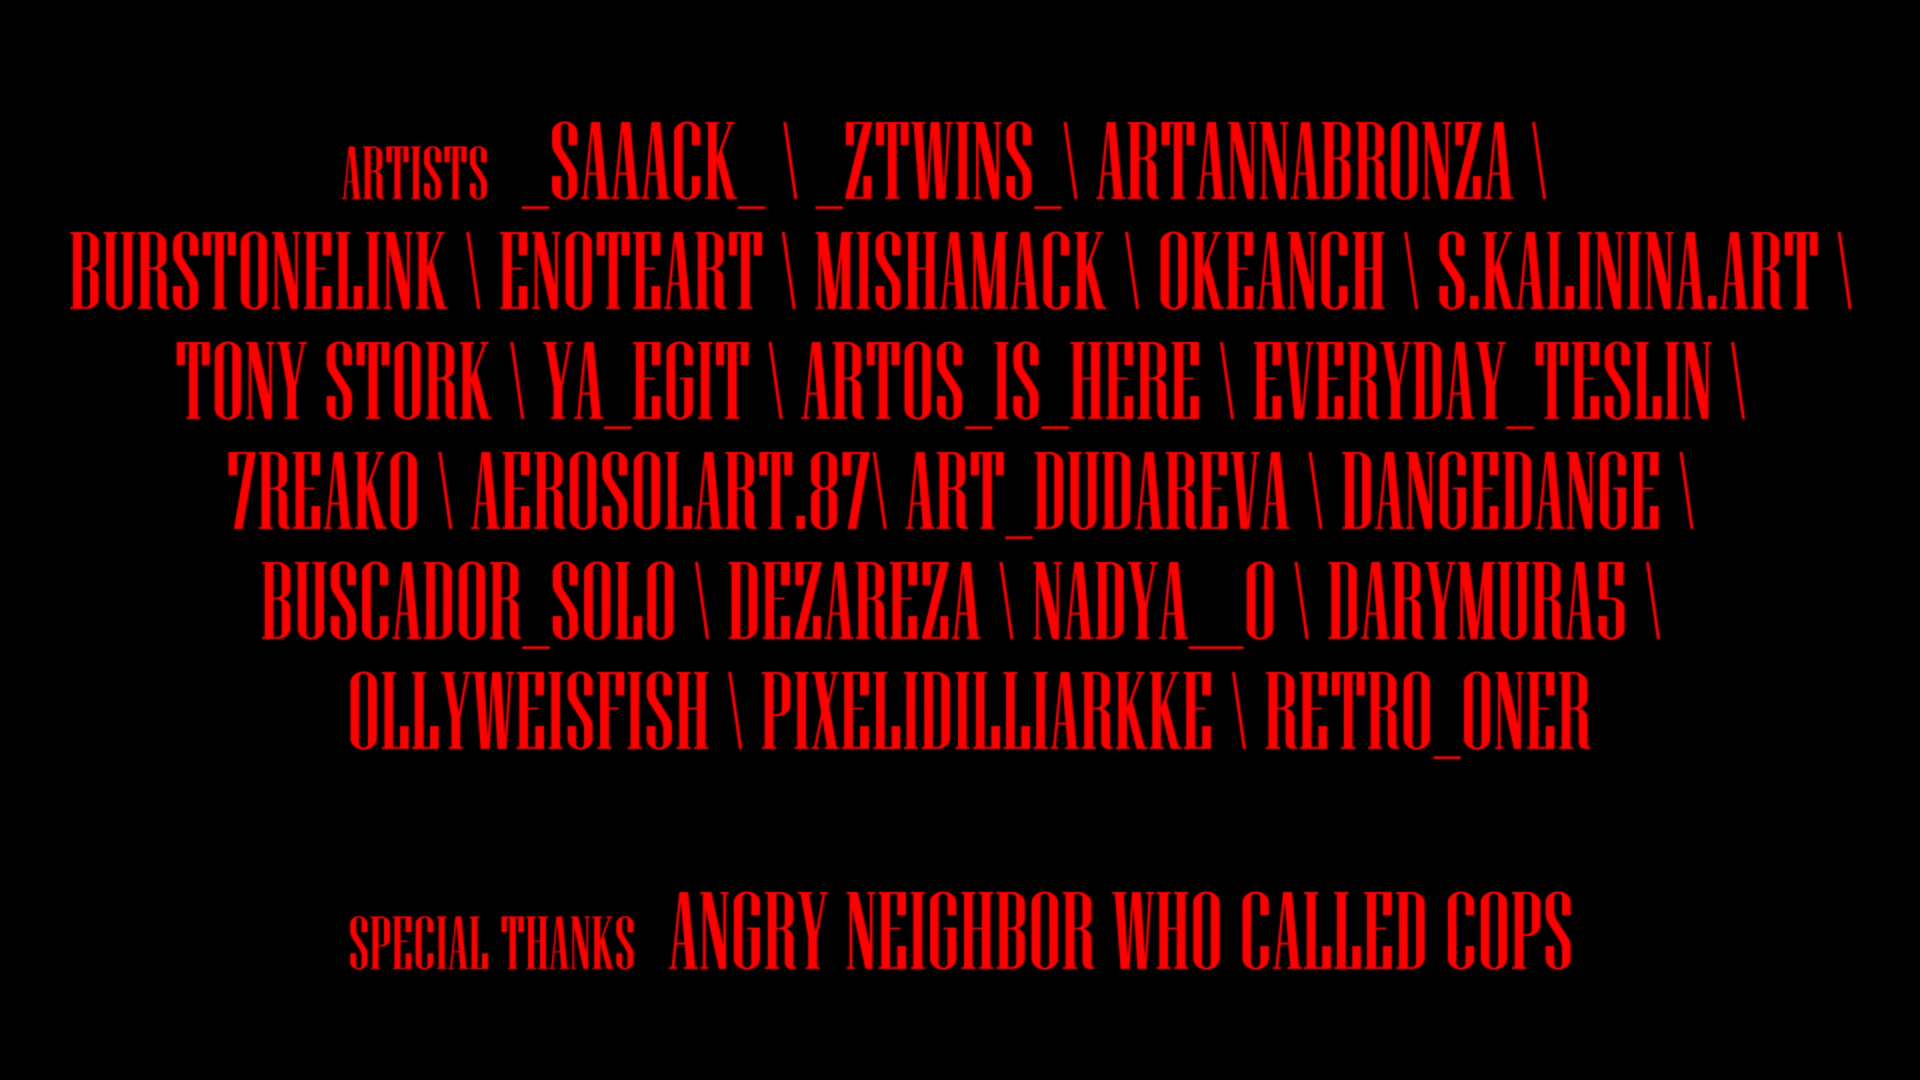 ARTISTS _SAAACK_ \ _ZTWINS_\ ARTANNABRONZA \
BURSTONELINK \ ENOTEART \ MISHAMACK \ OKEANCH \ S.KALININA.ART \
TONY STORK \ YA_EGIT \ ARTOS_IS_HERE \ EVERYDAY_TESLIN \
7REAKO \ AEROSOLART.87\ ART_DUDAREVA \ DANGEDANGE \
BUSCADOR_SOLO \ DEZAREZA \ NADYA__O \ DARYMURA5 \
OLLYWEISFISH \ PIXELIDILLIARKKE \ RETRO_ONER
SPECIAL THANKS ANGRY NEIGHBOR WHO CALLED COPS